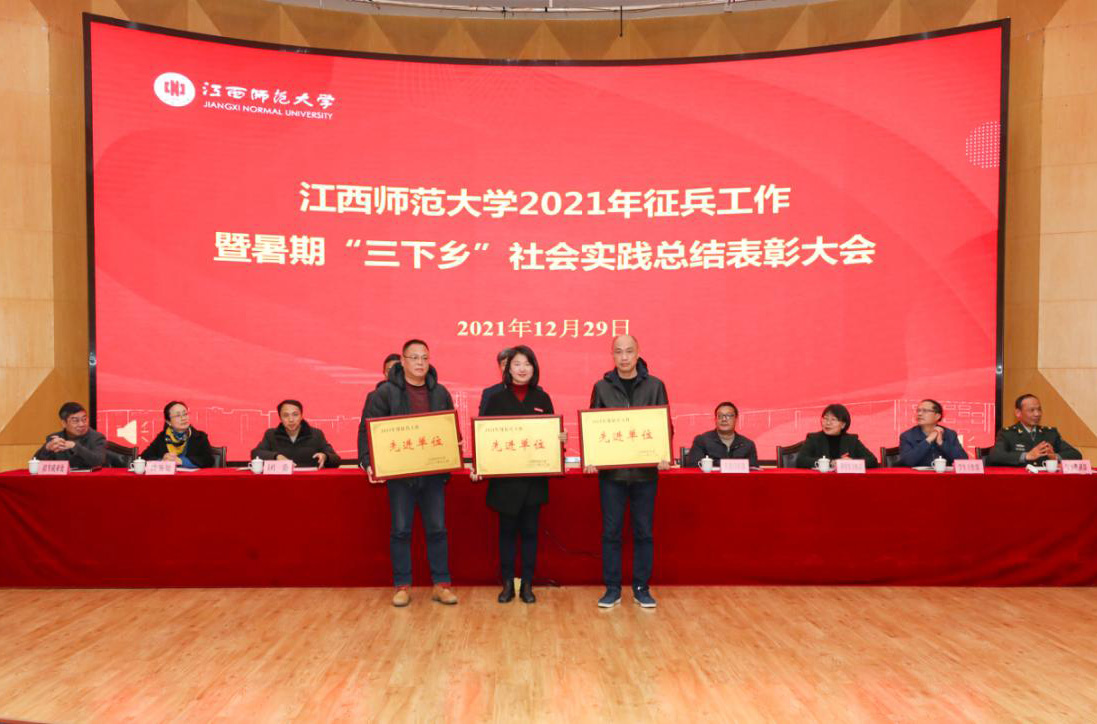 江西师范大学
JIANGXI NORMAL UNIVERSITY
江西师范大学2021年征兵工作
暨暑期“三下乡”社会实践总结表彰大会
2021年12月29日
先进单位
先进单位
先进单位